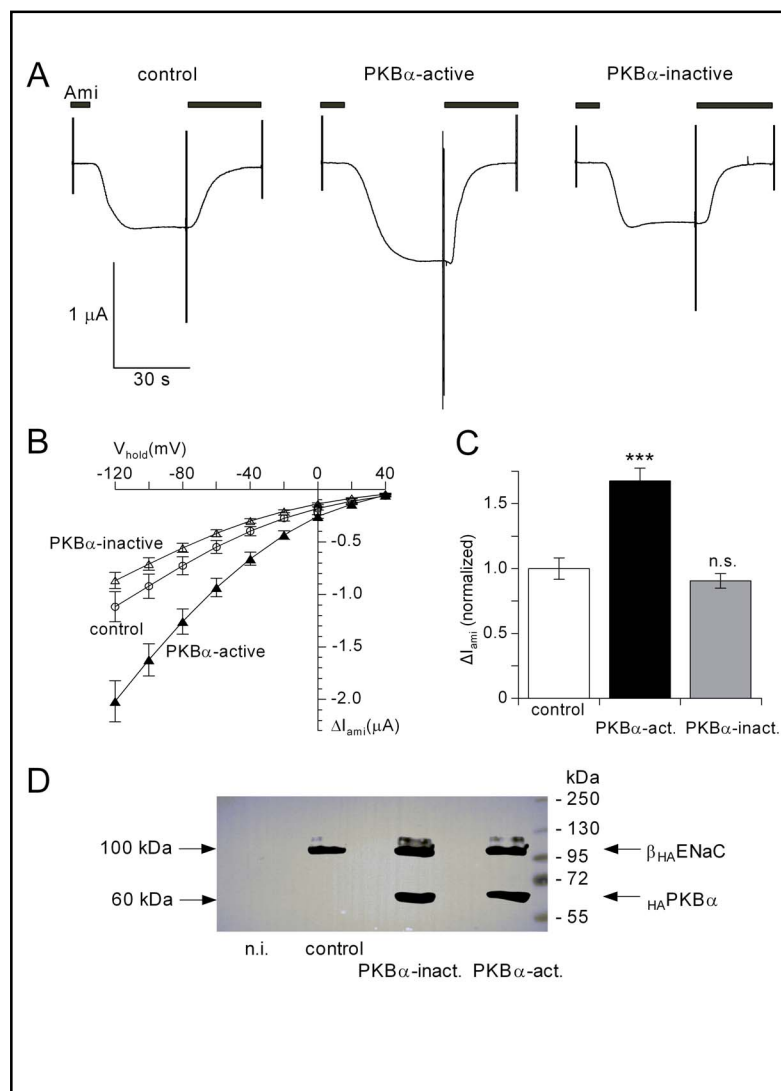 A
control
PKBα-active
PKBα-inactive
Ami
1 μA
30 s
B
V_hold(mV)
-120 -80 -40 0 40
PKBα-inactive
control
PKBα-active
-0.5
-1.0
-1.5
-2.0
ΔI_ami(μA)
C
ΔI_ami (normalized)
1.5
1.0
0.5
0
***
n.s.
control
PKBα-act.
PKBα-inact.
D
kDa
- 250
- 130
- 95
- 72
- 55
100 kDa
60 kDa
β_HAENaC
_HAPKBα
n.i.
control
PKBα-inact.
PKBα-act.